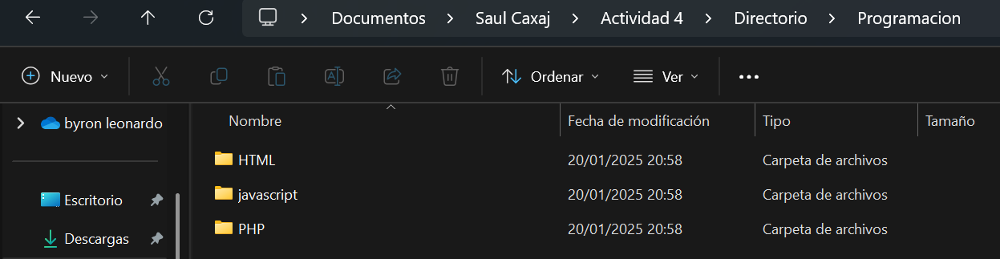 Documentos > Saul Caxaj > Actividad 4 > Directorio > Programacion
Nuevo Ordenar Ver
byron leonardo
Nombre Fecha de modificación Tipo Tamaño
HTML 20/01/2025 20:58 Carpeta de archivos
Escritorio
javascript 20/01/2025 20:58 Carpeta de archivos
Descargas
PHP 20/01/2025 20:58 Carpeta de archivos